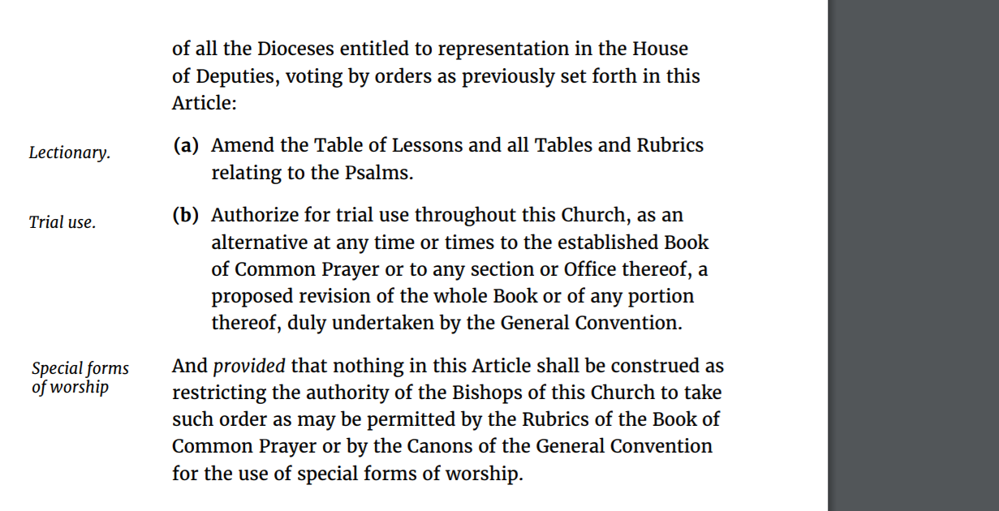 of all the Dioceses entitled to representation in the House
of Deputies, voting by orders as previously set forth in this
Article:
Lectionary.
(a) Amend the Table of Lessons and all Tables and Rubrics
relating to the Psalms.
Trial use.
(b) Authorize for trial use throughout this Church, as an
alternative at any time or times to the established Book
of Common Prayer or to any section or Office thereof, a
proposed revision of the whole Book or of any portion
thereof, duly undertaken by the General Convention.
Special forms
of worship
And provided that nothing in this Article shall be construed as
restricting the authority of the Bishops of this Church to take
such order as may be permitted by the Rubrics of the Book of
Common Prayer or by the Canons of the General Convention
for the use of special forms of worship.